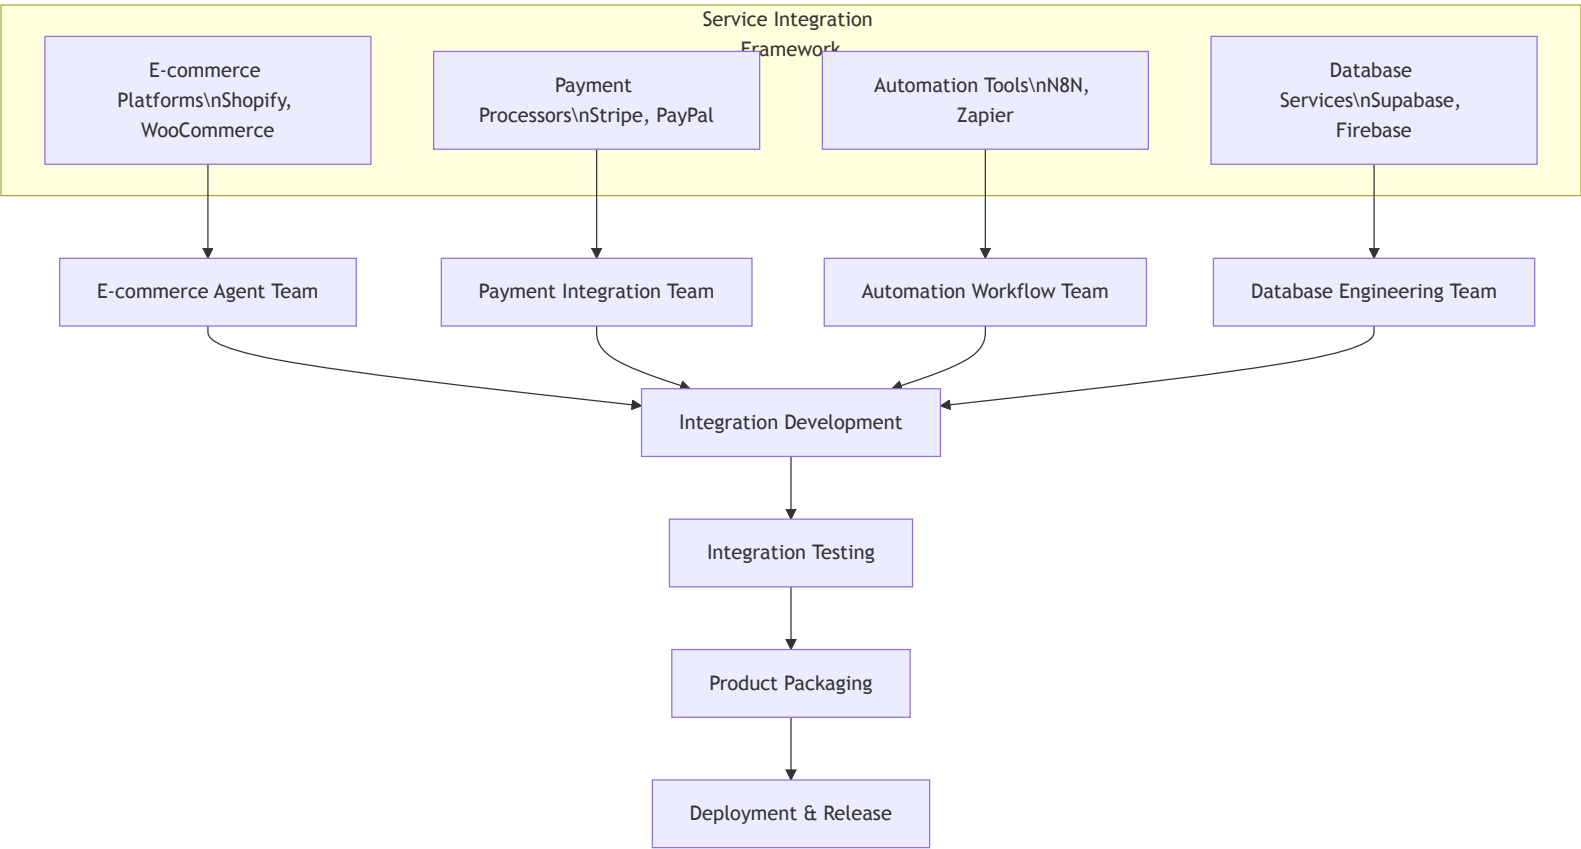 Service Integration
Framework
E-commerce
Platforms\nShopify,
WooCommerce
Payment
Processors\nStripe, PayPal
Automation Tools\nN8N,
Zapier
Database
Services\nSupabase,
Firebase
E-commerce Agent Team
Payment Integration Team
Automation Workflow Team
Database Engineering Team
Integration Development
Integration Testing
Product Packaging
Deployment & Release